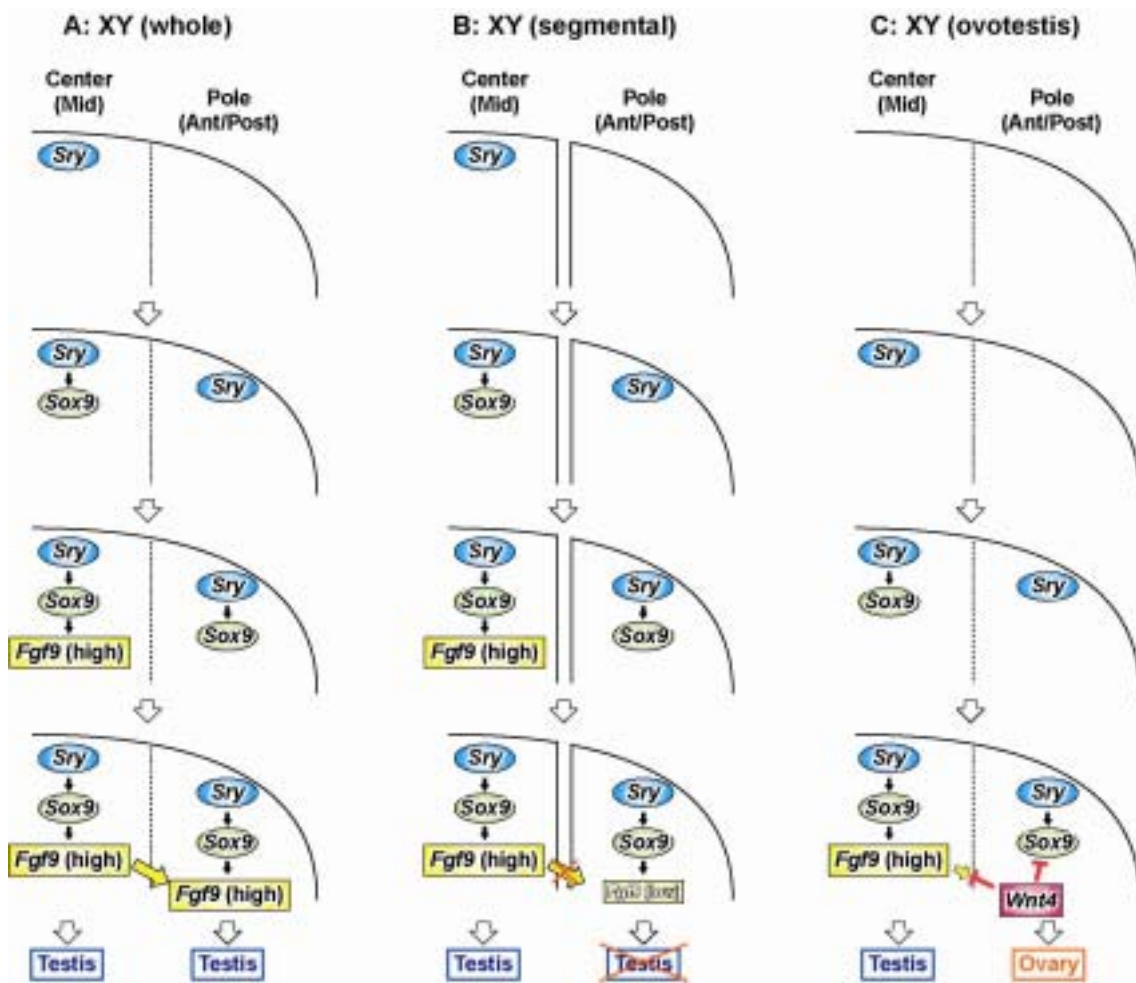 A: XY (whole)
B: XY (segmental)
C: XY (ovotestis)
Center
(Mid)
Pole
(Ant/Post)
Center
(Mid)
Pole
(Ant/Post)
Center
(Mid)
Pole
(Ant/Post)
Sry
Sry
Sry
Sox9
Sry
Sry
Sox9
Sry
Sry
Sry
Sox9
Fgf9 (high)
Sry
Sox9
Sry
Sox9
Fgf9 (high)
Sry
Sox9
Sry
Sox9
Sry
Sry
Sox9
Fgf9 (high)
Sry
Sox9
Fgf9 (high)
Sry
Sox9
Fgf9 (high)
Sry
Sox9
Fgf9 (low)
Sry
Sox9
Fgf9 (high)
Sry
Sox9
Wnt4
Testis
Testis
Testis
Testis
Testis
Ovary